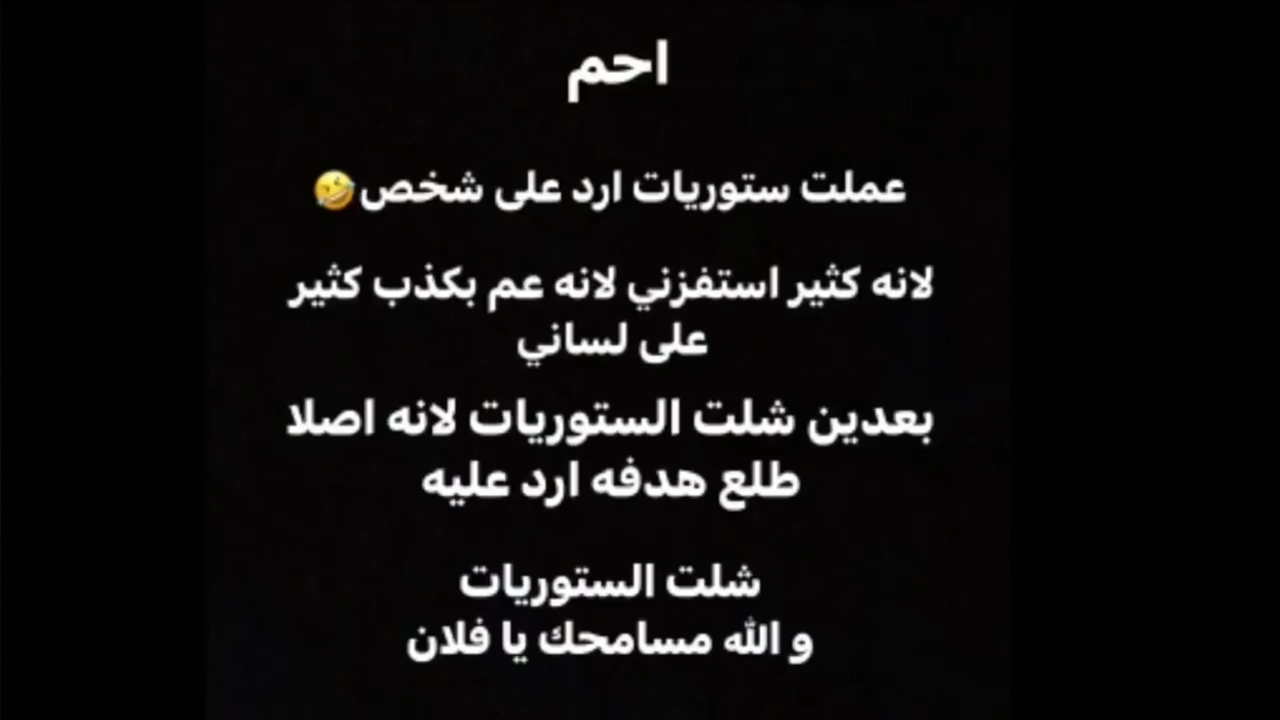 احم
عملت ستوريات ارد على شخص🤣
لانه كثير استفزني لانه عم بكذب كثير
على لساني
بعدين شلت الستوريات لانه اصلا
طلع هدفه ارد عليه
شلت الستوريات
و الله مسامحك يا فلان